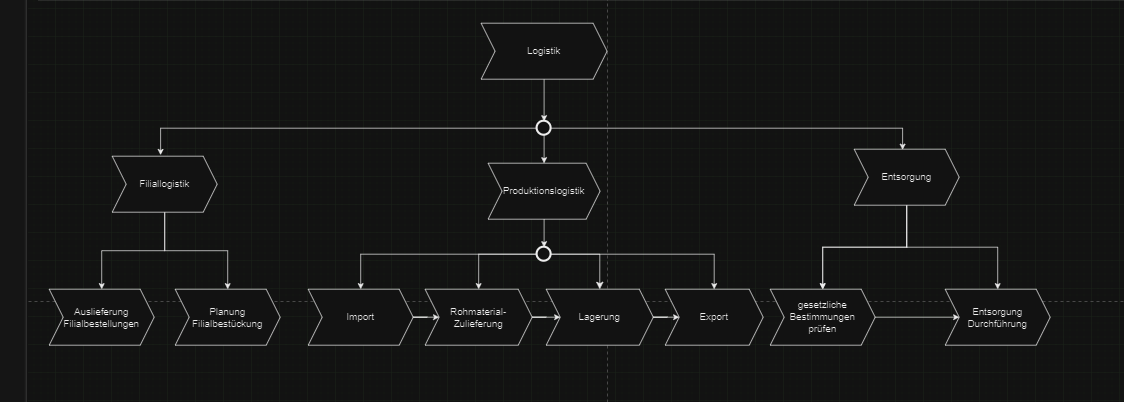 Logistik
Filiallogistik
Produktionslogistik
Entsorgung
Auslieferung
Filialbestellungen
Planung
Filialbestückung
Import
Rohmaterial-
Zulieferung
Lagerung
Export
gesetzliche
Bestimmungen
prüfen
Entsorgung
Durchführung